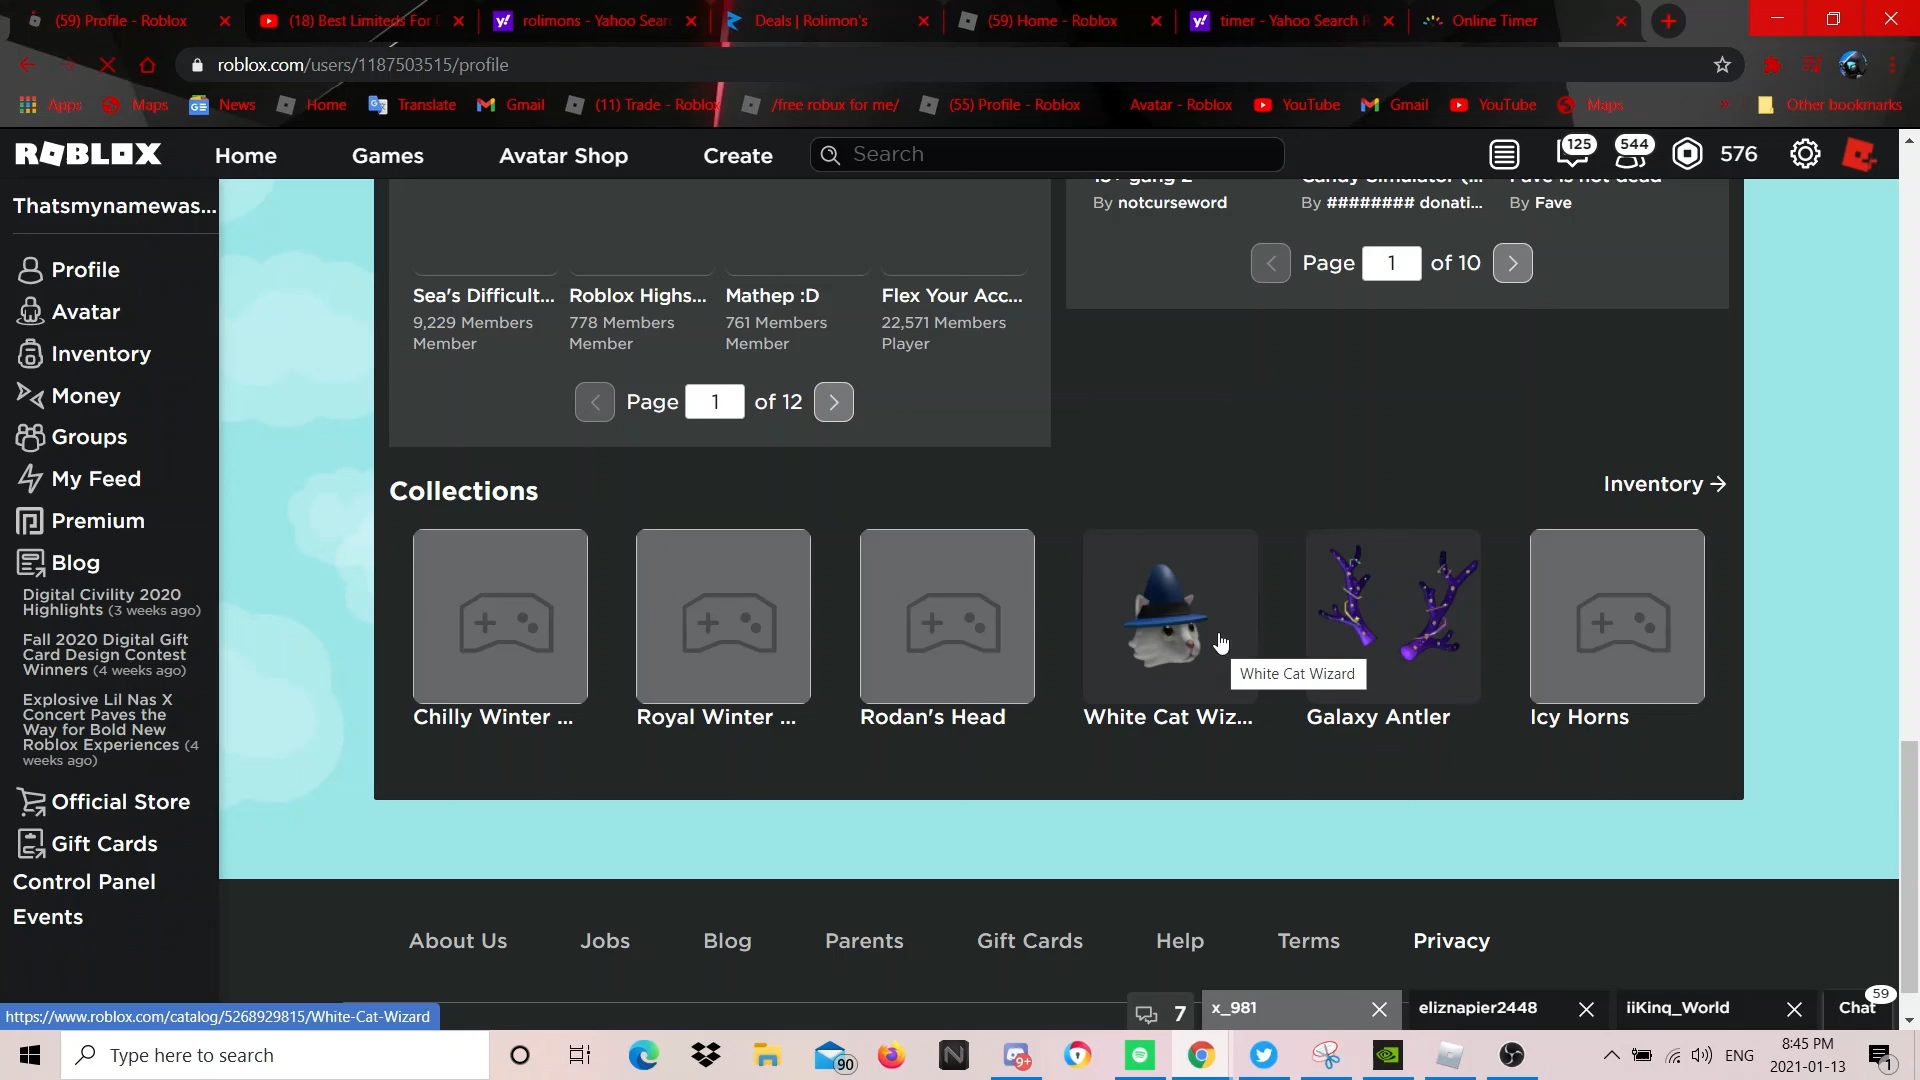 (59) Profile - Roblox
(18) Best Limiteds For
rolimons - Yahoo Sear
Deals | Rolimon's
(59) Home - Roblox
timer - Yahoo Search R
Online Timer
roblox.com/users/1187503515/profile
Apps
Maps
News
Home
Translate
Gmail
(11) Trade - Roblox
/free robux for me/
(55) Profile - Roblox
Avatar - Roblox
YouTube
Gmail
YouTube
Maps
»
Other bookmarks
ROBLOX
Home
Games
Avatar Shop
Create
Search
125
544
576
Thatsmynamewas...
Profile
Avatar
Inventory
Money
Groups
My Feed
Premium
Blog
Digital Civility 2020
Highlights (3 weeks ago)
Fall 2020 Digital Gift
Card Design Contest
Winners (4 weeks ago)
Explosive Lil Nas X
Concert Paves the
Way for Bold New
Roblox Experiences (4
weeks ago)
Official Store
Gift Cards
Control Panel
Events
Candy Simulator (...
Fave is not dead
By notcurseword
By ######## donati...
By Fave
Page 1 of 10
Sea's Difficult...
9,229 Members
Member
Roblox Highs...
778 Members
Member
Mathep :D
761 Members
Member
Flex Your Acc...
22,571 Members
Player
Page 1 of 12
Collections
Inventory →
White Cat Wizard
Chilly Winter ...
Royal Winter ...
Rodan's Head
White Cat Wiz...
Galaxy Antler
Icy Horns
About Us
Jobs
Blog
Parents
Gift Cards
Help
Terms
Privacy
7
x_981
eliznapier2448
iiKinq_World
Chat
59
https://www.roblox.com/catalog/5268929815/White-Cat-Wizard
Type here to search
90
9+
ENG
8:45 PM
2021-01-13
1